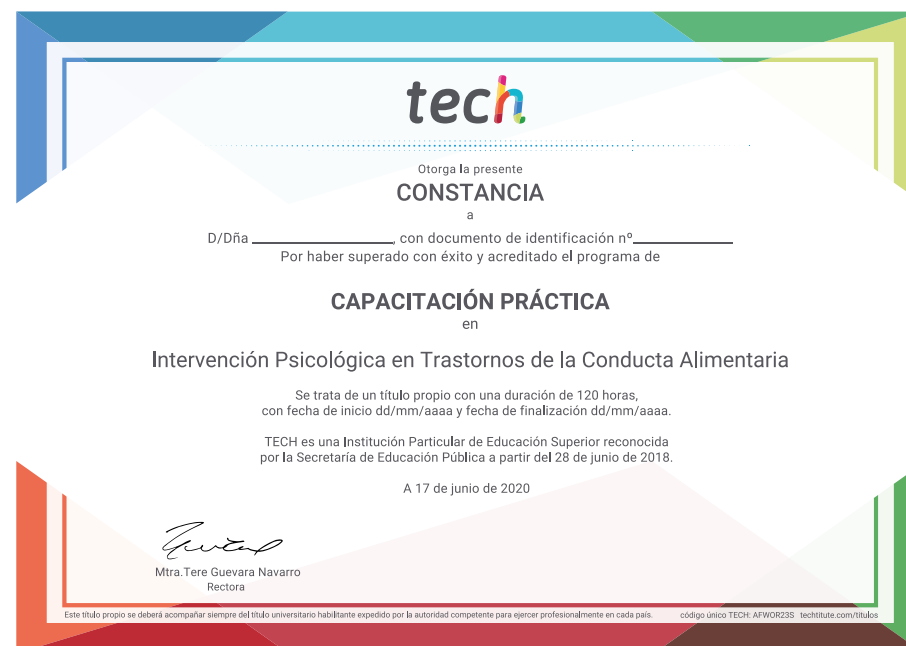 tech
Otorga la presente
CONSTANCIA
a
D/Dña ____________________, con documento de identificación nº______________
Por haber superado con éxito y acreditado el programa de
CAPACITACIÓN PRÁCTICA
en
Intervención Psicológica en Trastornos de la Conducta Alimentaria
Se trata de un título propio con una duración de 120 horas,
con fecha de inicio dd/mm/aaaa y fecha de finalización dd/mm/aaaa.
TECH es una Institución Particular de Educación Superior reconocida
por la Secretaría de Educación Pública a partir del 28 de junio de 2018.
A 17 de junio de 2020
Mtra.Tere Guevara Navarro
Rectora
Este título propio se deberá acompañar siempre del título universitario habilitante expedido por la autoridad competente para ejercer profesionalmente en cada país. código único TECH: AFWOR23S techtitute.com/titulos